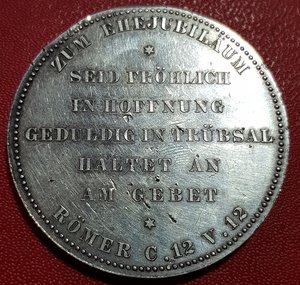 ZUM EHEJUBILÄUM
SEID FRÖHLICH
IN HOFFNUNG
GEDULDIG IN TRÜBSAL
HALTET AN
AM GEBET
RÖMER C. 12 V. 12